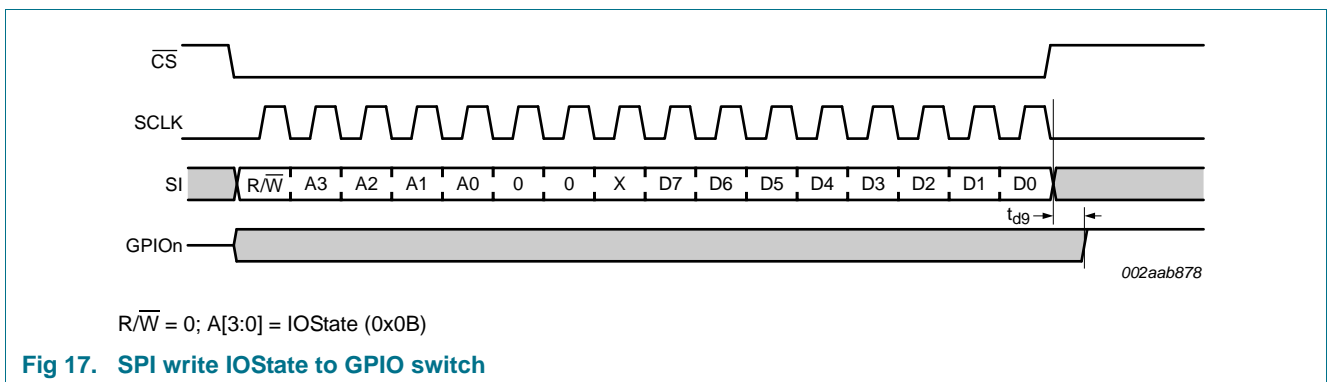 C̅S̅
SCLK
SI R/W̅ A3 A2 A1 A0 0 0 X D7 D6 D5 D4 D3 D2 D1 D0
td9
GPIOn
002aab878
R/W̅ = 0; A[3:0] = IOState (0x0B)
Fig 17. SPI write IOState to GPIO switch